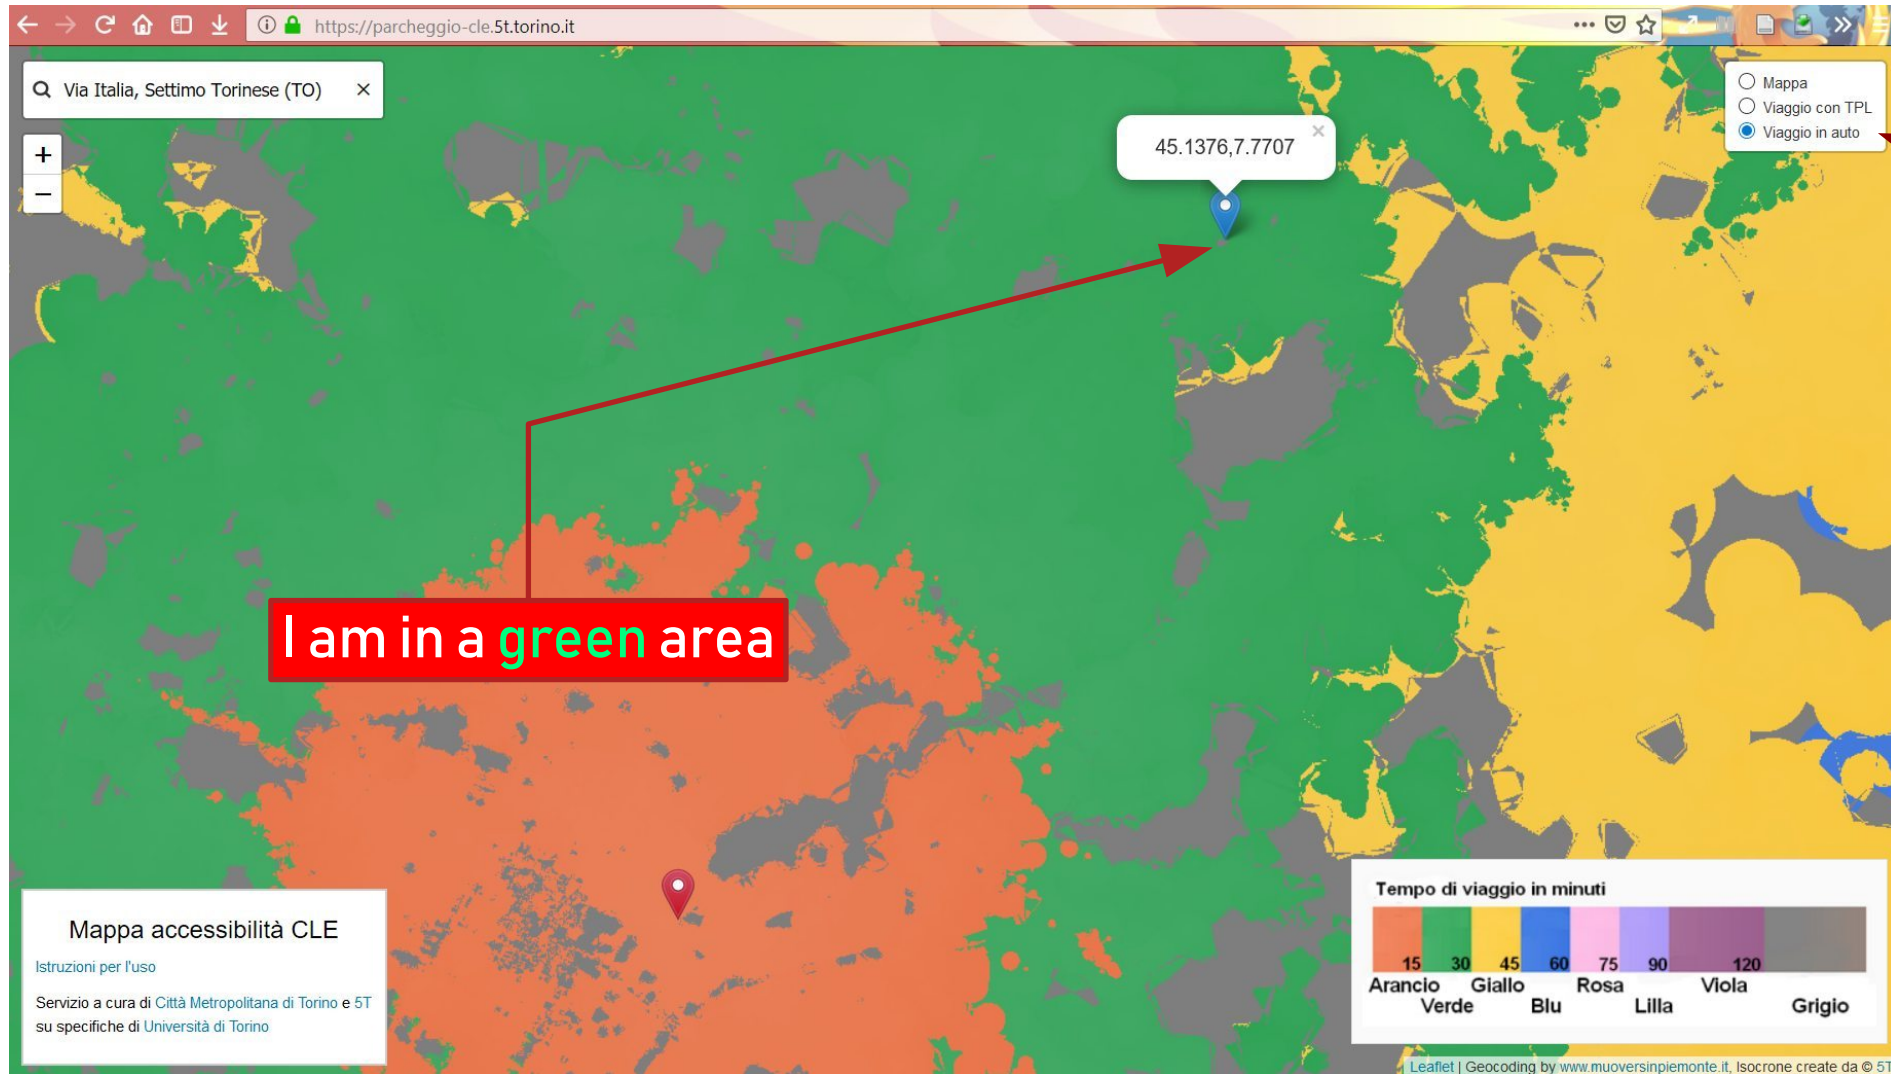 https://parcheggio-cle.5t.torino.it
Via Italia, Settimo Torinese (TO)
45.1376,7.7707
Mappa
Viaggio con TPL
Viaggio in auto
+
−
I am in a green area
Mappa accessibilità CLE
Istruzioni per l'uso
Servizio a cura di Città Metropolitana di Torino e 5T
su specifiche di Università di Torino
Tempo di viaggio in minuti
15 30 45 60 75 90 120
Arancio Giallo Rosa Viola
Verde Blu Lilla Grigio
Leaflet | Geocoding by www.muoversinpiemonte.it, Isocrone create da © 5T